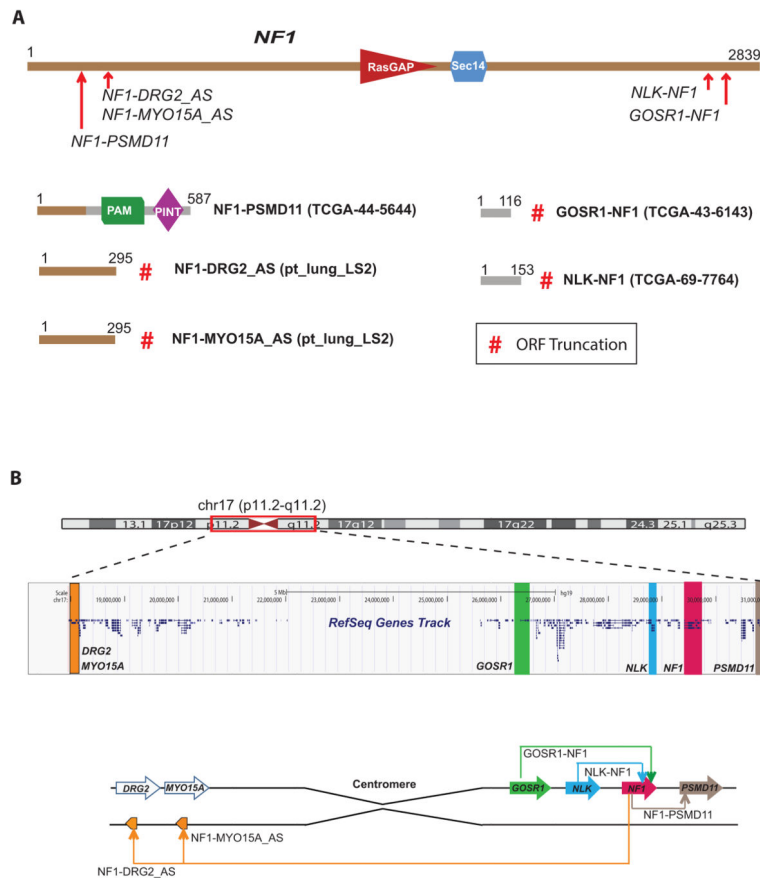 A
NF1
1
2839
RasGAP
Sec14
NF1-DRG2_AS
NF1-MYO15A_AS
NF1-PSMD11
NLK-NF1
GOSR1-NF1
1
587
PAM
PINT
NF1-PSMD11 (TCGA-44-5644)
1
295
# NF1-DRG2_AS (pt_lung_LS2)
1
295
# NF1-MYO15A_AS (pt_lung_LS2)
1 116
# GOSR1-NF1 (TCGA-43-6143)
1 153
# NLK-NF1 (TCGA-69-7764)
# ORF Truncation
B
chr17 (p11.2-q11.2)
13.1 17p12 p11.2 q11.2 17q12 17q22 24.3 25.1 q25.3
Scale 5 Mb hg19
chr17: 19,000,000 20,000,000 21,000,000 22,000,000 23,000,000 24,000,000 25,000,000 26,000,000 27,000,000 28,000,000 29,000,000 30,000,000 31,000,000
RefSeq Genes Track
DRG2
MYO15A
GOSR1
NLK
NF1
PSMD11
GOSR1-NF1
NLK-NF1
Centromere
DRG2
MYO15A
GOSR1
NLK
NF1
PSMD11
NF1-PSMD11
NF1-MYO15A_AS
NF1-DRG2_AS